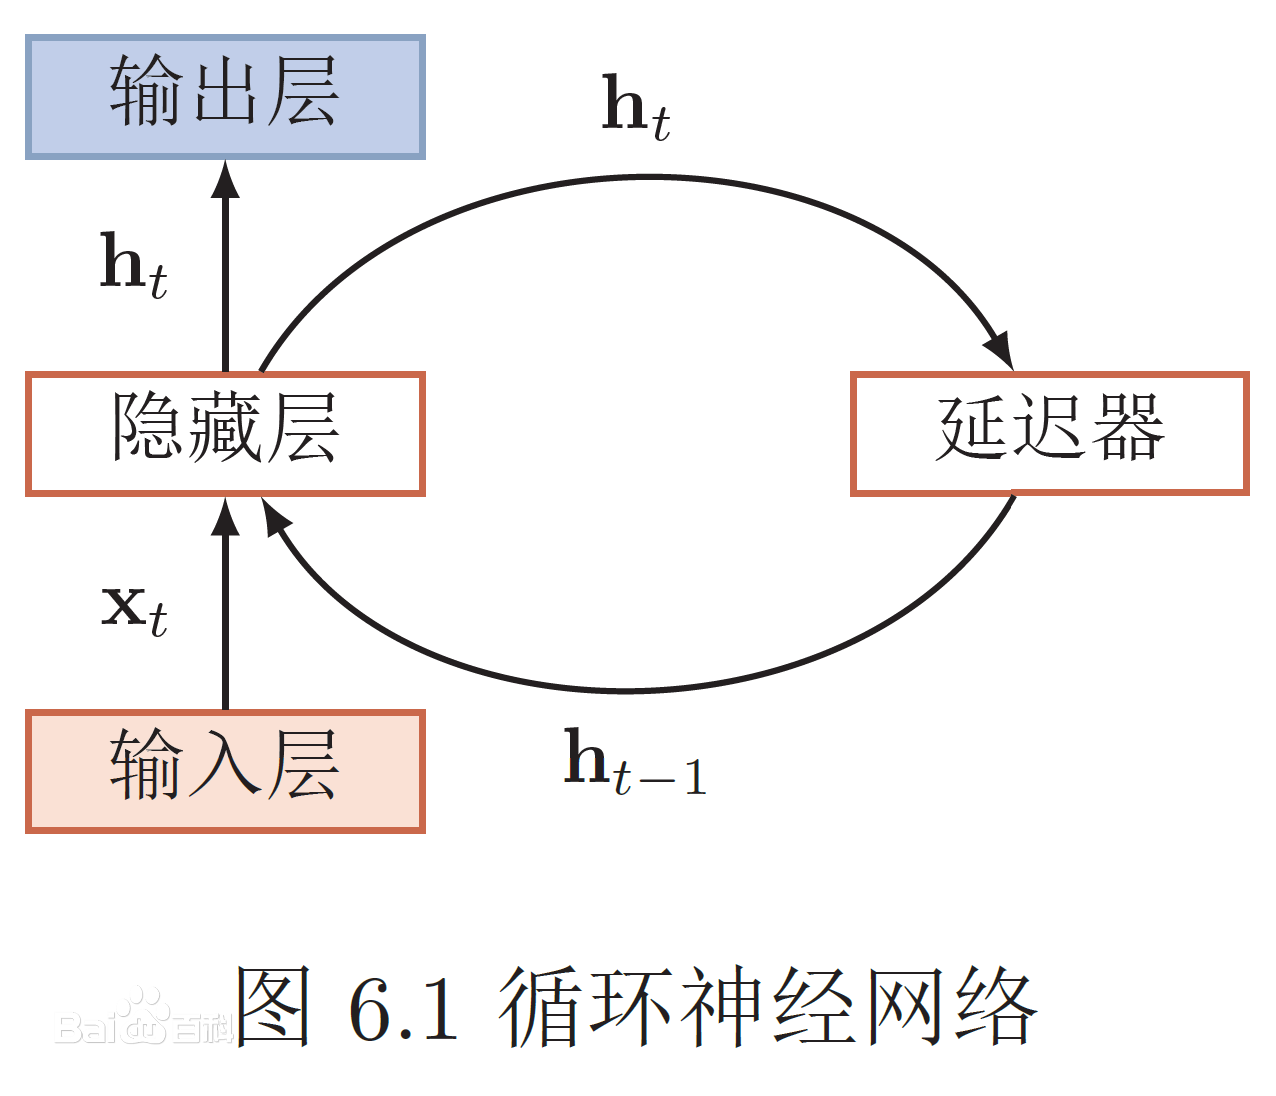 输出层
h_t
h_t
隐藏层
延迟器
x_t
h_{t-1}
输入层
图 6.1 循环神经网络
Bai百科